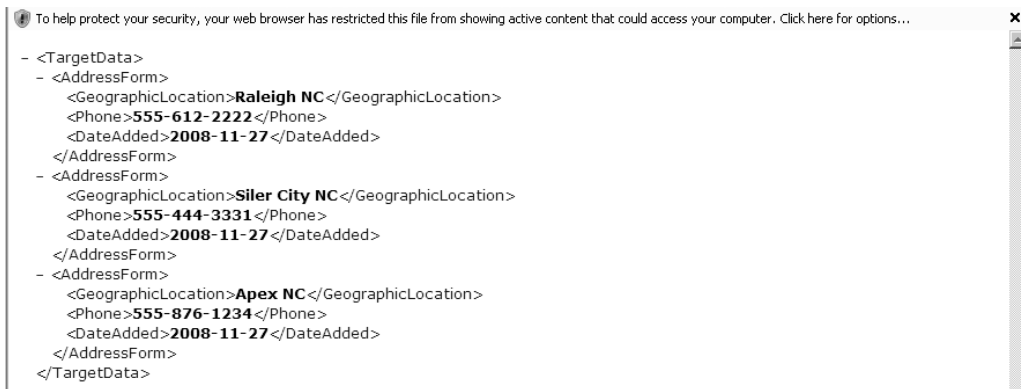 To help protect your security, your web browser has restricted this file from showing active content that could access your computer. Click here for options...
- <TargetData>
- <AddressForm>
<GeographicLocation>Raleigh NC</GeographicLocation>
<Phone>555-612-2222</Phone>
<DateAdded>2008-11-27</DateAdded>
</AddressForm>
- <AddressForm>
<GeographicLocation>Siler City NC</GeographicLocation>
<Phone>555-444-3331</Phone>
<DateAdded>2008-11-27</DateAdded>
</AddressForm>
- <AddressForm>
<GeographicLocation>Apex NC</GeographicLocation>
<Phone>555-876-1234</Phone>
<DateAdded>2008-11-27</DateAdded>
</AddressForm>
</TargetData>